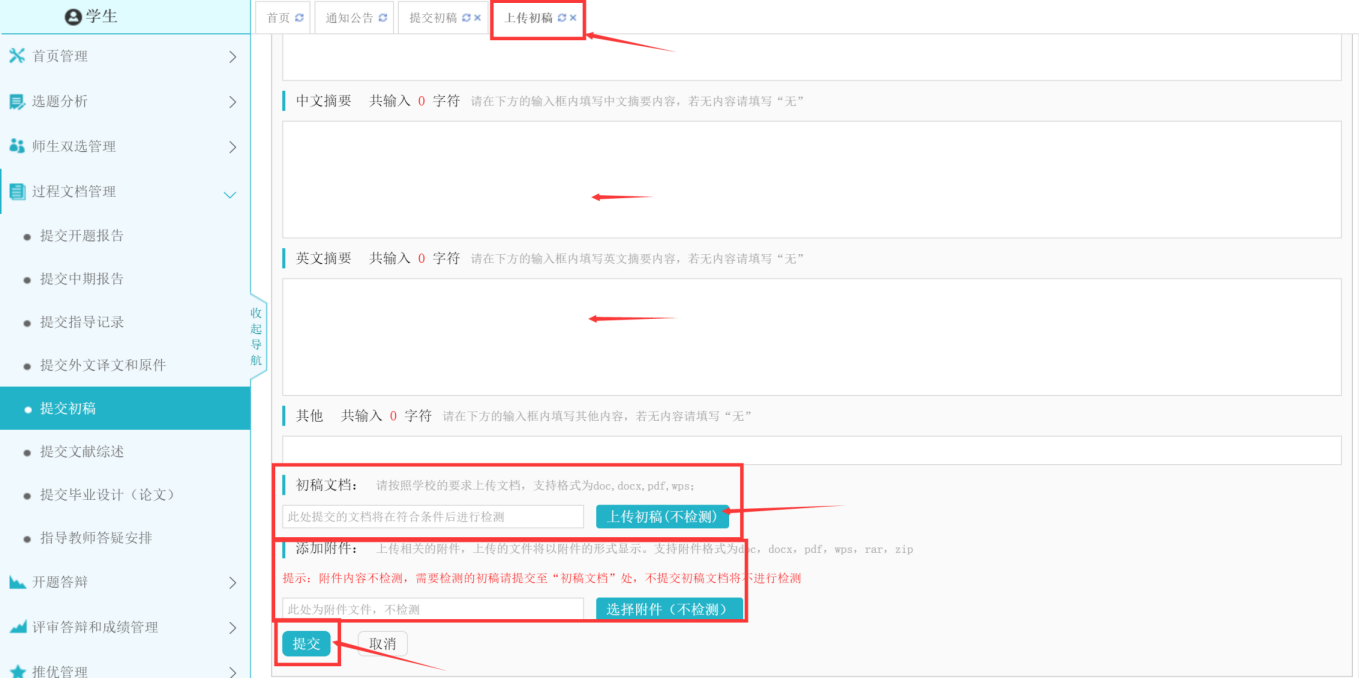 学生
首页
通知公告
提交初稿
上传初稿
首页管理
选题分析
师生双选管理
过程文档管理
提交开题报告
提交中期报告
提交指导记录
提交外文译文和原件
提交初稿
提交文献综述
提交毕业设计（论文）
指导教师答疑安排
开题答辩
评审答辩和成绩管理
推优管理
收起导航
中文摘要 共输入 0 字符 请在下方的输入框内填写中文摘要内容，若无内容请填写“无”
英文摘要 共输入 0 字符 请在下方的输入框内填写英文摘要内容，若无内容请填写“无”
其他 共输入 0 字符 请在下方的输入框内填写其他内容，若无内容请填写“无”
初稿文档： 请按照学校的要求上传文档，支持格式为doc,docx,pdf,wps;
此处提交的文档将在符合条件后进行检测 上传初稿(不检测)
添加附件： 上传相关的附件，上传的文件将以附件的形式显示。支持附件格式为doc，docx，pdf，wps，rar，zip
提示：附件内容不检测，需要检测的初稿请提交至“初稿文档”处，不提交初稿文档将不进行检测
此处为附件文件，不检测 选择附件（不检测）
提交 取消